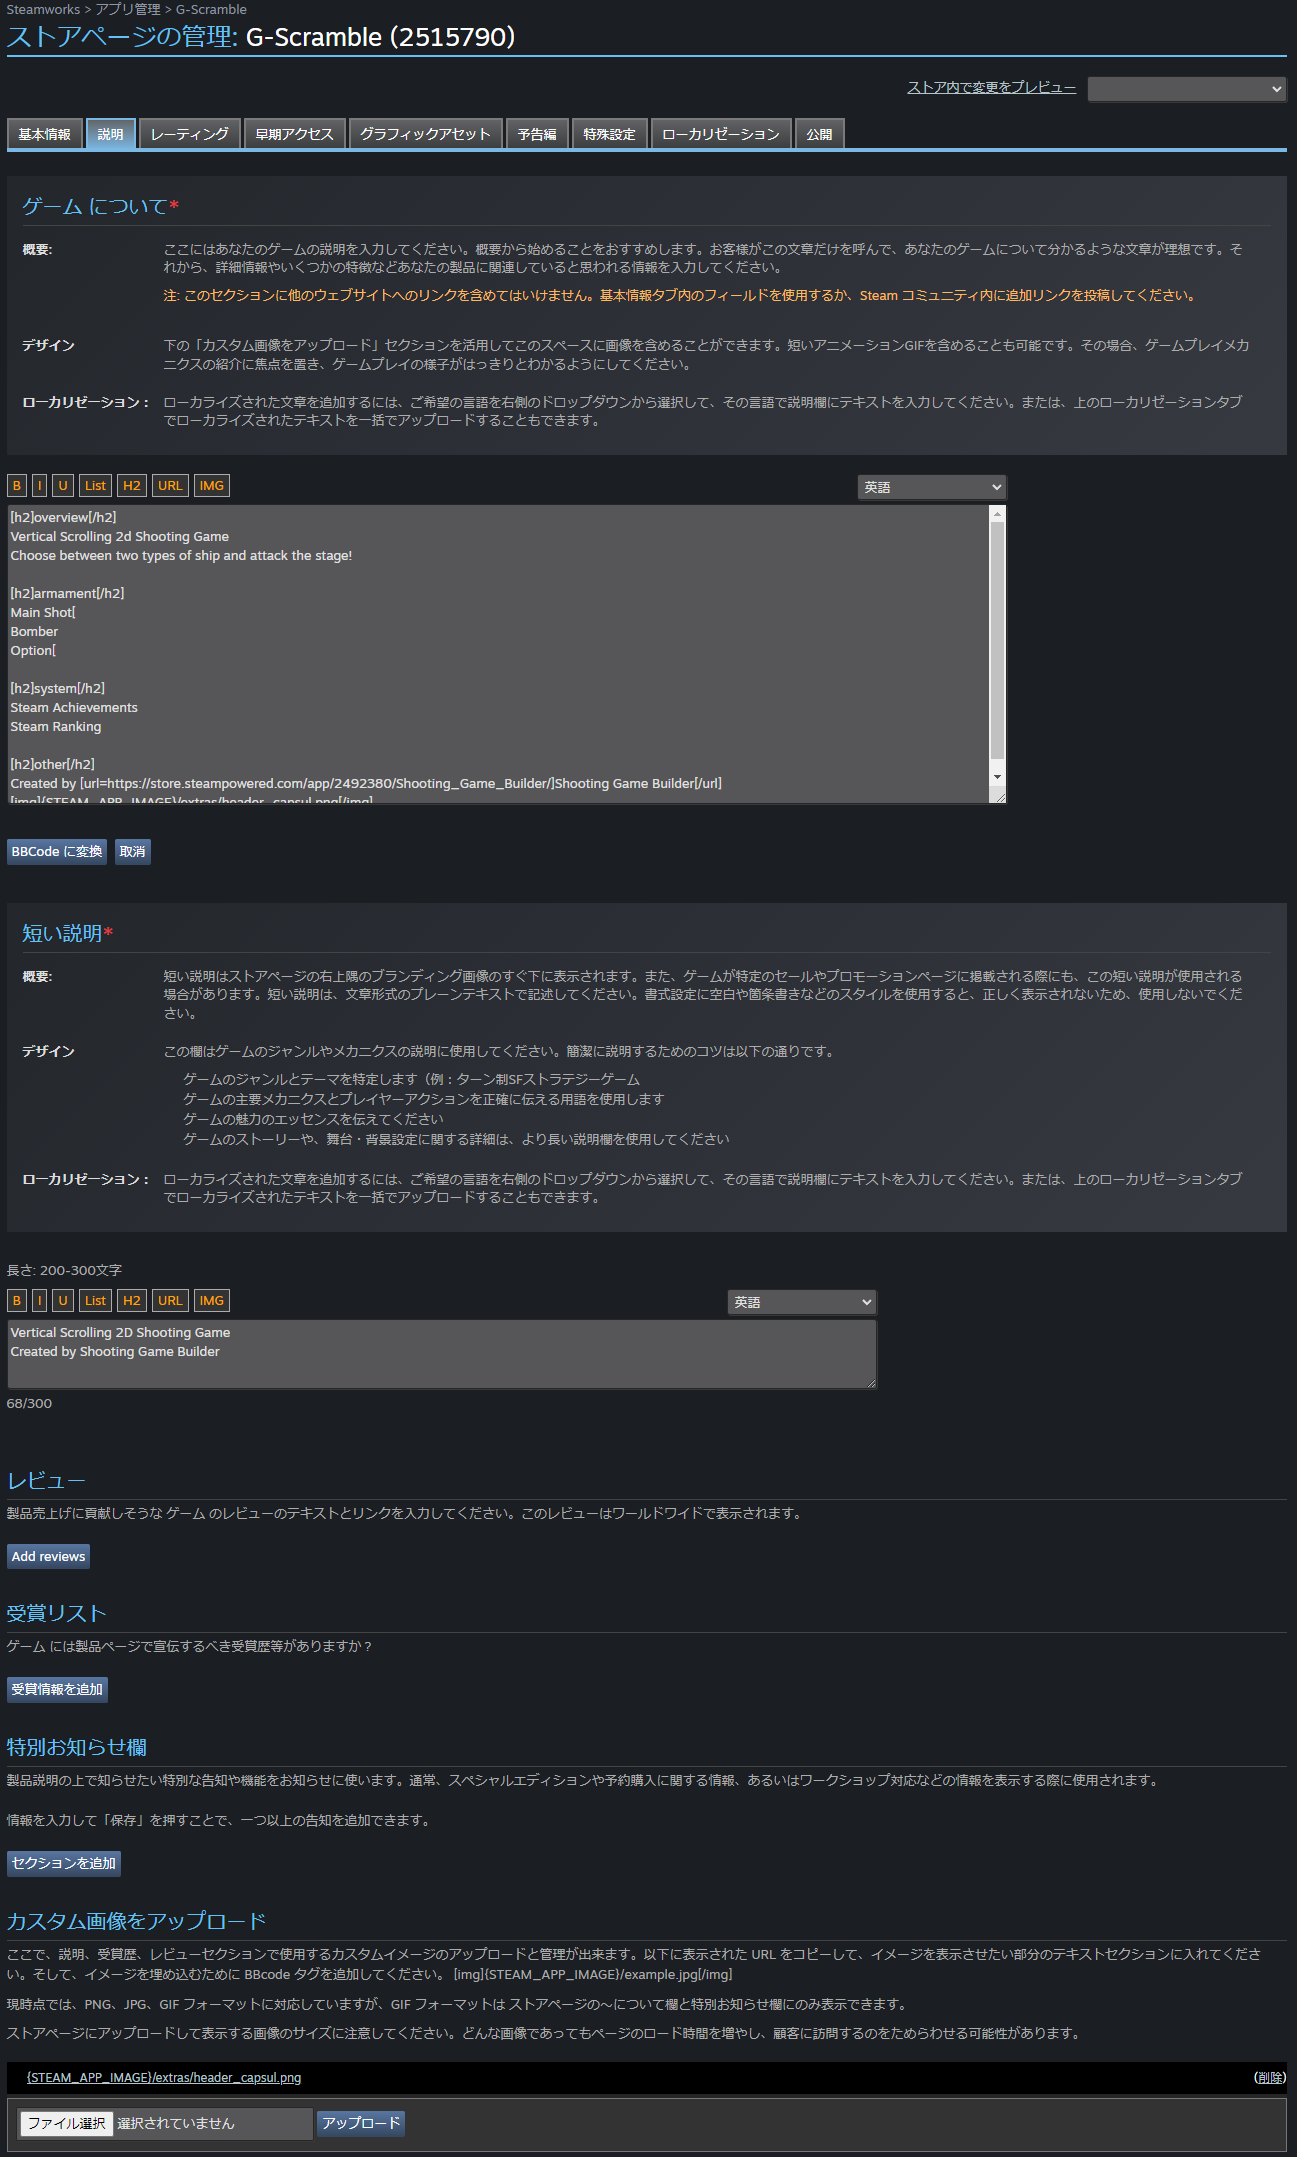 Steamworks > アプリ管理 > G-Scramble
ストアページの管理: G-Scramble (2515790)
ストア内で変更をプレビュー
基本情報 説明 レーティング 早期アクセス グラフィックアセット 予告編 特殊設定 ローカリゼーション 公開
ゲーム について*
概要: ここにはあなたのゲームの説明を入力してください。概要から始めることをおすすめします。お客様がこの文章だけを呼んで、あなたのゲームについて分かるような文章が理想です。そ
れから、詳細情報やいくつかの特徴などあなたの製品に関連していると思われる情報を入力してください。
注: このセクションに他のウェブサイトへのリンクを含めてはいけません。基本情報タブ内のフィールドを使用するか、Steam コミュニティ内に追加リンクを投稿してください。
デザイン 下の「カスタム画像をアップロード」セクションを活用してこのスペースに画像を含めることができます。短いアニメーションGIFを含めることも可能です。その場合、ゲームプレイメカ
ニクスの紹介に焦点を置き、ゲームプレイの様子がはっきりとわかるようにしてください。
ローカリゼーション： ローカライズされた文章を追加するには、ご希望の言語を右側のドロップダウンから選択して、その言語で説明欄にテキストを入力してください。または、上のローカリゼーションタブ
でローカライズされたテキストを一括でアップロードすることもできます。
B I U List H2 URL IMG 英語
[h2]overview[/h2]
Vertical Scrolling 2d Shooting Game
Choose between two types of ship and attack the stage!
[h2]armament[/h2]
Main Shot[
Bomber
Option[
[h2]system[/h2]
Steam Achievements
Steam Ranking
[h2]other[/h2]
Created by [url=https://store.steampowered.com/app/2492380/Shooting_Game_Builder/]Shooting Game Builder[/url]
[img]{STEAM_APP_IMAGE}/extras/header_capsul.png[/img]
BBCode に変換 取消
短い説明*
概要: 短い説明はストアページの右上隅のブランディング画像のすぐ下に表示されます。また、ゲームが特定のセールやプロモーションページに掲載される際にも、この短い説明が使用される
場合があります。短い説明は、文章形式のプレーンテキストで記述してください。書式設定に空白や箇条書きなどのスタイルを使用すると、正しく表示されないため、使用しないでくだ
さい。
デザイン この欄はゲームのジャンルやメカニクスの説明に使用してください。簡潔に説明するためのコツは以下の通りです。
ゲームのジャンルとテーマを特定します（例：ターン制SFストラテジーゲーム
ゲームの主要メカニクスとプレイヤーアクションを正確に伝える用語を使用します
ゲームの魅力のエッセンスを伝えてください
ゲームのストーリーや、舞台・背景設定に関する詳細は、より長い説明欄を使用してください
ローカリゼーション： ローカライズされた文章を追加するには、ご希望の言語を右側のドロップダウンから選択して、その言語で説明欄にテキストを入力してください。または、上のローカリゼーションタブ
でローカライズされたテキストを一括でアップロードすることもできます。
長さ: 200-300文字
B I U List H2 URL IMG 英語
Vertical Scrolling 2D Shooting Game
Created by Shooting Game Builder
68/300
レビュー
製品売上げに貢献しそうな ゲーム のレビューのテキストとリンクを入力してください。このレビューはワールドワイドで表示されます。
Add reviews
受賞リスト
ゲーム には製品ページで宣伝するべき受賞歴等がありますか？
受賞情報を追加
特別お知らせ欄
製品説明の上で知らせたい特別な告知や機能をお知らせに使います。通常、スペシャルエディションや予約購入に関する情報、あるいはワークショップ対応などの情報を表示する際に使用されます。
情報を入力して「保存」を押すことで、一つ以上の告知を追加できます。
セクションを追加
カスタム画像をアップロード
ここで、説明、受賞歴、レビューセクションで使用するカスタムイメージのアップロードと管理が出来ます。以下に表示された URL をコピーして、イメージを表示させたい部分のテキストセクションに入れてくださ
い。そして、イメージを埋め込むために BBcode タグを追加してください。 [img]{STEAM_APP_IMAGE}/example.jpg[/img]
現時点では、PNG、JPG、GIF フォーマットに対応していますが、GIF フォーマットは ストアページの～について欄と特別お知らせ欄にのみ表示できます。
ストアページにアップロードして表示する画像のサイズに注意してください。どんな画像であってもページのロード時間を増やし、顧客に訪問するのをためらわせる可能性があります。
{STEAM_APP_IMAGE}/extras/header_capsul.png (削除)
ファイル選択 選択されていません アップロード